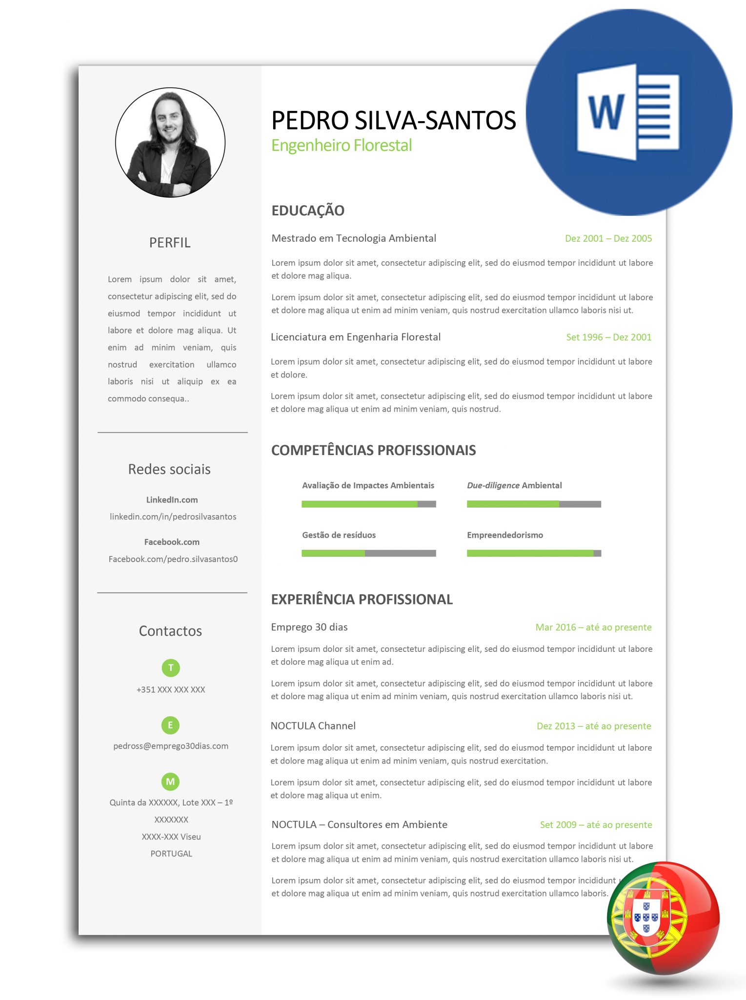 PEDRO SILVA-SANTOS
Engenheiro Florestal
W
PERFIL
Lorem ipsum dolor sit amet,
consectetur adipiscing elit, sed do
eiusmod tempor incididunt ut
labore et dolore mag aliqua. Ut
enim ad minim veniam, quis
nostrud exercitation ullamco
laboris nisi ut aliquip ex ea
commodo consequa..
Redes sociais
LinkedIn.com
linkedin.com/in/pedrosilvasantos
Facebook.com
Facebook.com/pedro.silvasantos0
Contactos
T
+351 XXX XXX XXX
E
pedross@emprego30dias.com
M
Quinta da XXXXXX, Lote XXX – 1º
XXXXXXX
XXXX-XXX Viseu
PORTUGAL
EDUCAÇÃO
Mestrado em Tecnologia Ambiental Dez 2001 – Dez 2005
Lorem ipsum dolor sit amet, consectetur adipiscing elit, sed do eiusmod tempor incididunt ut labore
et dolore mag aliqua.
Lorem ipsum dolor sit amet, consectetur adipiscing elit, sed do eiusmod tempor incididunt ut labore
et dolore mag aliqua ut enim ad minim veniam, quis nostrud exercitation ullamco laboris nisi ut.
Licenciatura em Engenharia Florestal Set 1996 – Dez 2001
Lorem ipsum dolor sit amet, consectetur adipiscing elit, sed do eiusmod tempor incididunt ut labore
et dolore.
Lorem ipsum dolor sit amet, consectetur adipiscing elit, sed do eiusmod tempor incididunt ut labore
et dolore mag aliqua ut enim ad minim veniam, quis nostrud.
COMPETÊNCIAS PROFISSIONAIS
Avaliação de Impactes Ambientais Due-diligence Ambiental
Gestão de resíduos Empreendedorismo
EXPERIÊNCIA PROFISSIONAL
Emprego 30 dias Mar 2016 – até ao presente
Lorem ipsum dolor sit amet, consectetur adipiscing elit, sed do eiusmod tempor incididunt ut labore
et dolore mag aliqua ut enim ad.
Lorem ipsum dolor sit amet, consectetur adipiscing elit, sed do eiusmod tempor incididunt ut labore
et dolore mag aliqua ut enim ad minim veniam, quis nostrud exercitation ullamco laboris nisi ut.
NOCTULA Channel Dez 2013 – até ao presente
Lorem ipsum dolor sit amet, consectetur adipiscing elit, sed do eiusmod tempor incididunt ut labore
et dolore mag aliqua ut enim ad minim veniam, quis nostrud exercitation.
Lorem ipsum dolor sit amet, consectetur adipiscing elit, sed do eiusmod tempor incididunt ut labore
et dolore mag aliqua ut enim.
NOCTULA – Consultores em Ambiente Set 2009 – até ao presente
Lorem ipsum dolor sit amet, consectetur adipiscing elit, sed do eiusmod tempor incididunt ut labore
et dolore mag aliqua ut enim ad minim veniam, quis nostrud exercitation ullamco laboris nisi ut.
Lorem ipsum dolor sit amet, consectetur adipiscing elit, sed do eiusmod tempor incididunt
et dolore mag aliqua ut enim ad minim veniam, quis nostrud exercitation ullamco laboris.